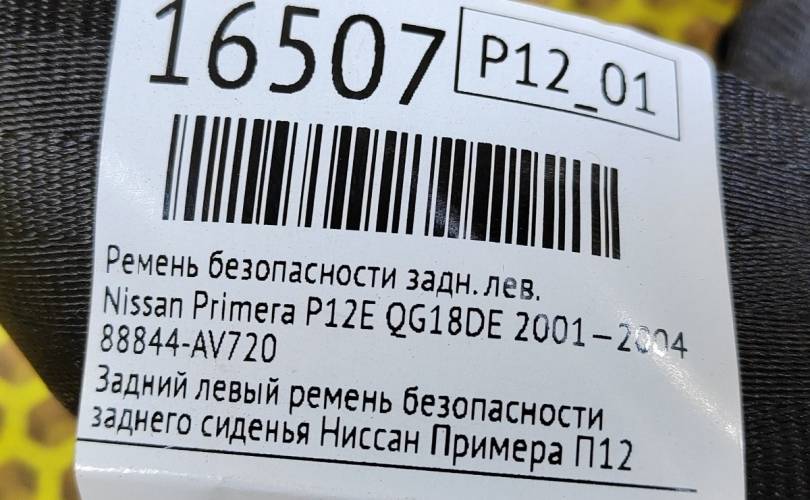 16507 P12_01
Ремень безопасности задн. лев.
Nissan Primera P12E QG18DE 2001-2004
88844-AV720
Задний левый ремень безопасности
заднего сиденья Ниссан Примера П12